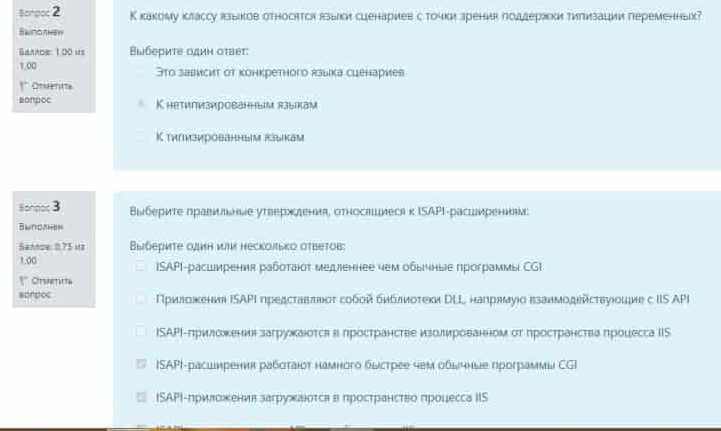 Вопрос 2
Выполнен
Баллов: 1,00 из
1,00
Отметить
вопрос
К какому классу языков относятся языки сценариев с точки зрения поддержки типизации переменных?
Выберите один ответ:
Это зависит от конкретного языка сценариев
К нетипизированным языкам
К типизированным языкам
Вопрос 3
Выполнен
Баллов: 0,75 из
1,00
Отметить
вопрос
Выберите правильные утверждения, относящиеся к ISAPI-расширениям:
Выберите один или несколько ответов:
ISAPI-расширения работают медленнее чем обычные программы CGI
Приложения ISAPI представляют собой библиотеки DLL, напрямую взаимодействующие с IIS API
ISAPI-приложения загружаются в пространстве изолированном от пространства процесса IIS
ISAPI-расширения работают намного быстрее чем обычные программы CGI
ISAPI-приложения загружаются в пространство процесса IIS